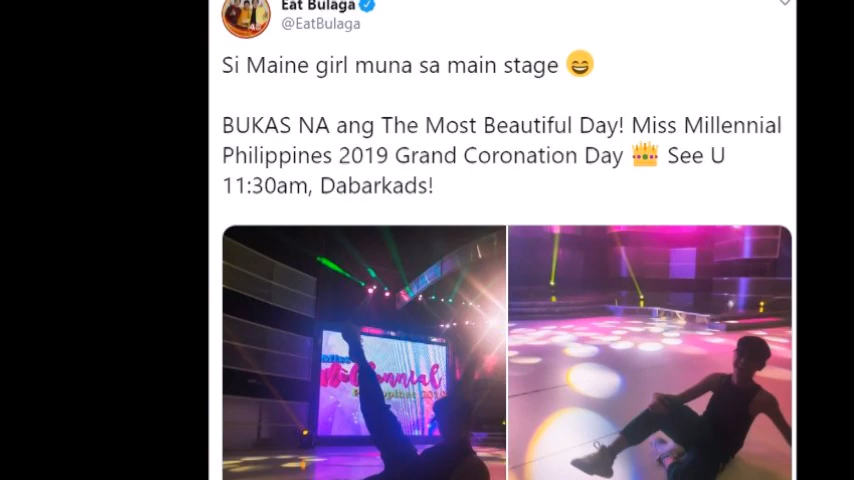 Eat Bulaga
@EatBulaga
Si Maine girl muna sa main stage 😄
BUKAS NA ang The Most Beautiful Day! Miss Millennial
Philippines 2019 Grand Coronation Day 👑 See U
11:30am, Dabarkads!
Millennial